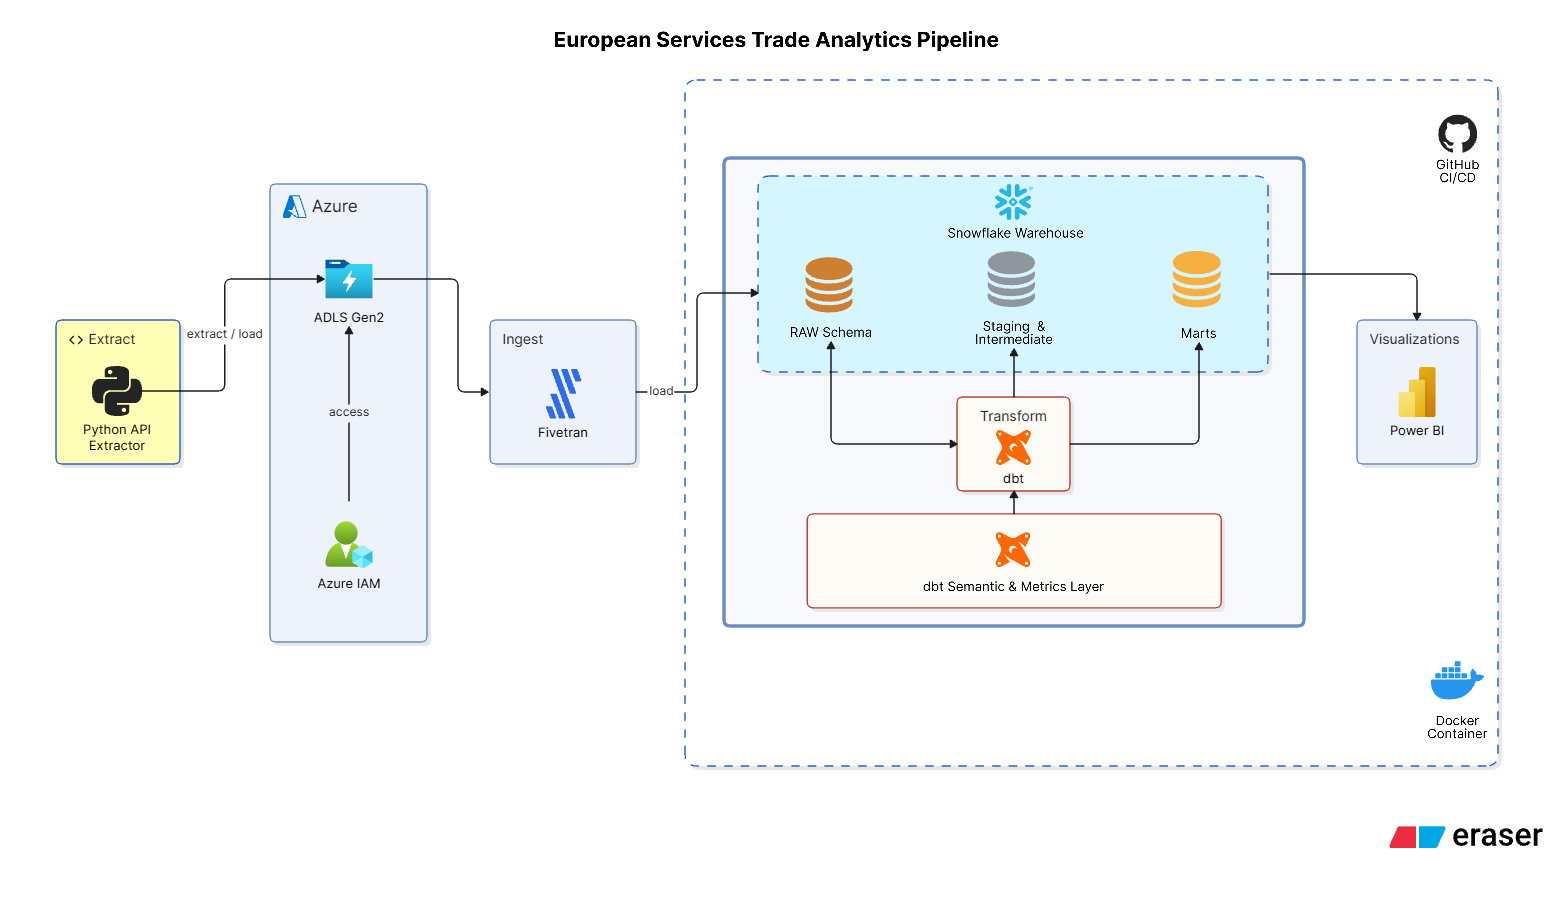 European Services Trade Analytics Pipeline
GitHub
CI/CD
Azure
Snowflake Warehouse
ADLS Gen2
extract / load
RAW Schema
Staging &
Intermediate
Marts
<> Extract
Python API
Extractor
Ingest
Fivetran
load
Visualizations
Power BI
access
Transform
dbt
Azure IAM
dbt Semantic & Metrics Layer
Docker
Container
eraser